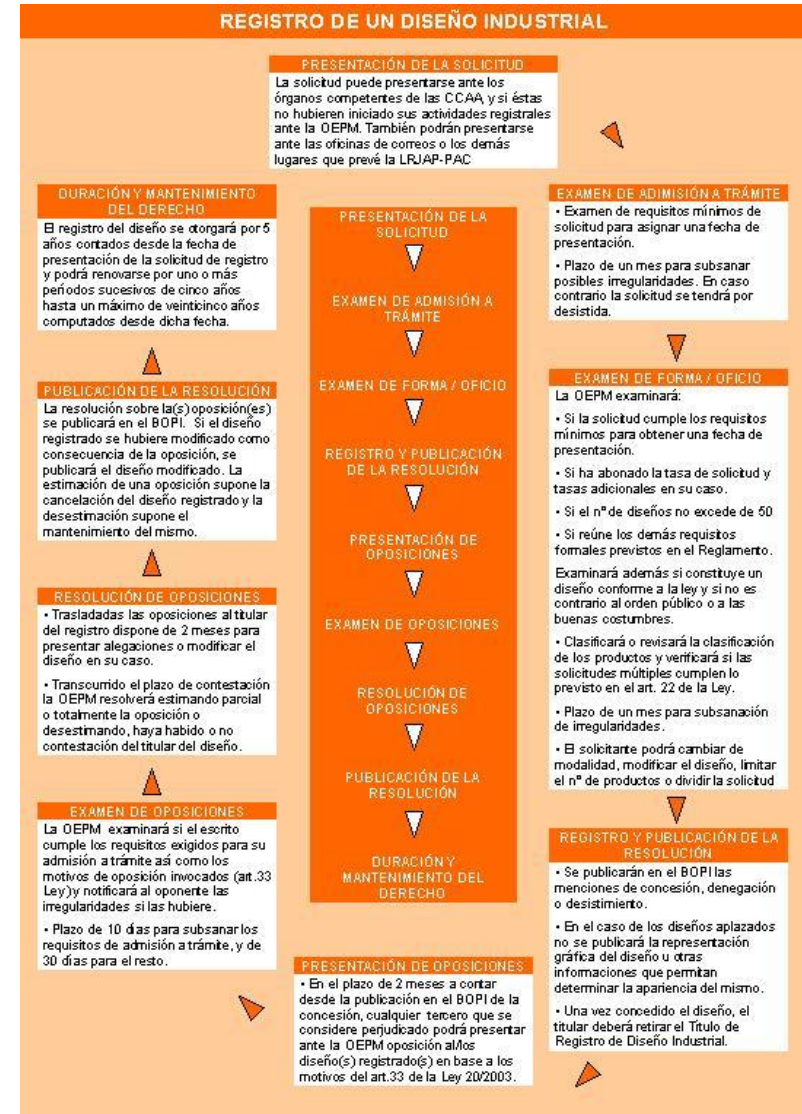 REGISTRO DE UN DISEÑO INDUSTRIAL
PRESENTACIÓN DE LA SOLICITUD
La solicitud puede presentarse ante los
órganos competentes de las CCAA, y si éstas
no hubieren iniciado sus actividades registrales
ante la OEPM. También podrán presentarse
ante las oficinas de correos o los demás
lugares que prevé la LRJAP-PAC
EXAMEN DE ADIMISIÓN A TRÁMITE
• Examen de requisitos mínimos de
solicitud para asignar una fecha de
presentación.
• Plazo de un mes para subsanar
posibles irregularidades. En caso
contrario la solicitud se tendrá por
desistida.
EXAMEN DE FORMA / OFICIO
La OEPM examinará:
• Si la solicitud cumple los requisitos
mínimos para obtener una fecha de
presentación.
• Si ha abonado la tasa de solicitud y
tasas adicionales en su caso.
• Si el nº de diseños no excede de 50
• Si reúne los demás requisitos
formales previstos en el Reglamento.
Examinará además si constituye un
diseño conforme a la ley y si no es
contrario al orden público o a las
buenas costumbres.
• Clasificará o revisará la clasificación
de los productos y verificará si las
solicitudes múltiples cumplen lo
previsto en el art. 22 de la Ley.
• Plazo de un mes para subsanación
de irregularidades.
• El solicitante podrá cambiar de
modalidad, modificar el diseño, limitar
el nº de productos o dividir la solicitud
REGISTRO Y PUBLICACIÓN DE LA
RESOLUCIÓN
• Se publicarán en el BOPI las
menciones de concesión, denegación
o desistimiento.
• En el caso de los diseños aplazados
no se publicará la representación
gráfica del diseño u otras
informaciones que permitan
determinar la apariencia del mismo.
• Una vez concedido el diseño, el
titular deberá retirar el Título de
Registro de Diseño Industrial.
PRESENTACIÓN DE OPOSICIONES
• En el plazo de 2 meses a contar
desde la publicación en el BOPI de la
concesión, cualquier tercero que se
considere perjudicado podrá presentar
ante la OEPM oposición al/los
diseño(s) registrado(s) en base a los
motivos del art.33 de la Ley 20/2003.
EXAMEN DE OPOSICIONES
La OEPM examinará si el escrito
cumple los requisitos exigidos para su
admisión a trámite así como los
motivos de oposición invocados (art.33
Ley) y notificará al oponente las
irregularidades si las hubiere.
• Plazo de 10 días para subsanar los
requisitos de admisión a trámite, y de
30 días para el resto.
RESOLUCIÓN DE OPOSICIONES
• Trasladadas las oposiciones al titular
del registro dispone de 2 meses para
presentar alegaciones o modificar el
diseño en su caso.
• Transcurrido el plazo de contestación
la OEPM resolverá estimando parcial
o totalmente la oposición o
desestimando, haya habido o no
contestación del titular del diseño.
PUBLICACIÓN DE LA RESOLUCIÓN
La resolución sobre la(s) oposición(es)
se publicará en el BOPI. Si el diseño
registrado se hubiere modificado como
consecuencia de la oposición, se
publicará el diseño modificado. La
estimación de una oposición supone la
cancelación del diseño registrado y la
desestimación supone el
mantenimiento del mismo.
DURACIÓN Y MANTENIMIENTO
DEL DERECHO
El registro del diseño se otorgará por 5
años contados desde la fecha de
presentación de la solicitud de registro
y podrá renovarse por uno o más
períodos sucesivos de cinco años
hasta un máximo de veinticinco años
computados desde dicha fecha.
PRESENTACIÓN DE LA
SOLICITUD
EXAMEN DE ADMISIÓN A
TRÁMITE
EXAMEN DE FORMA / OFICIO
REGISTRO Y PUBLICACIÓN
DE LA RESOLUCIÓN
PRESENTACIÓN DE
OPOSICIONES
EXAMEN DE OPOSICIONES
RESOLUCIÓN DE
OPOSICIONES
PUBLICACIÓN DE LA
RESOLUCIÓN
DURACIÓN Y
MANTENIMIENTO DEL
DERECHO